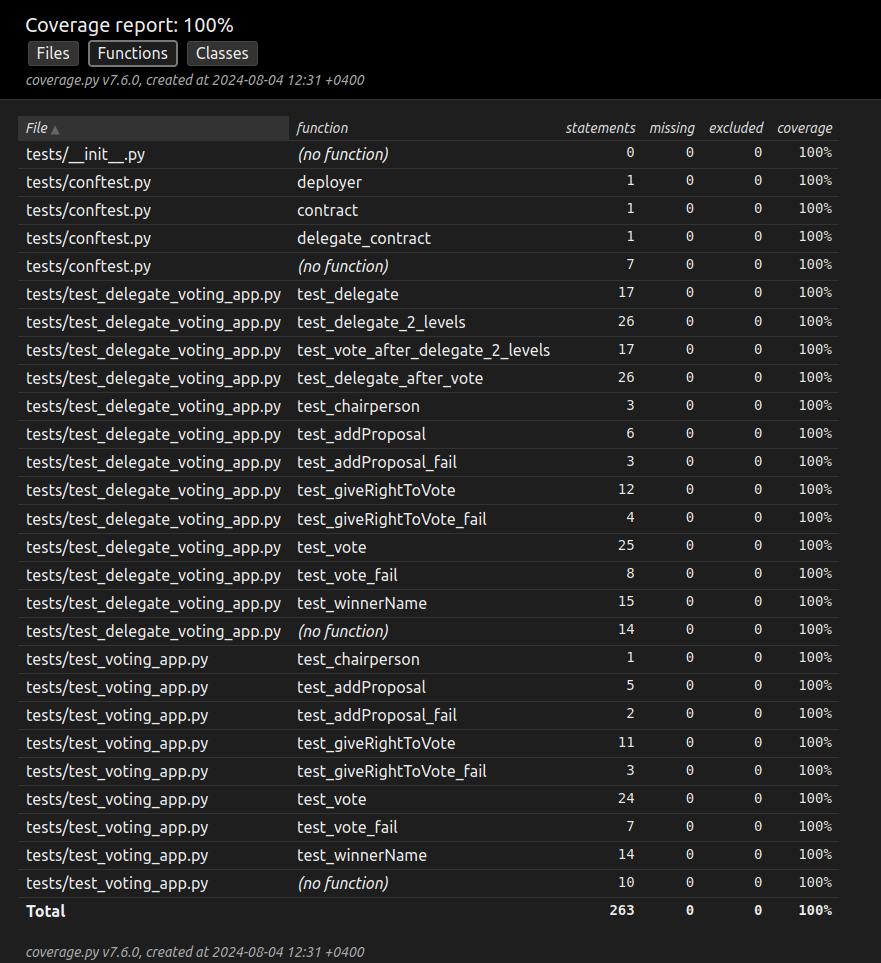 Coverage report: 100%
Files Functions Classes
coverage.py v7.6.0, created at 2024-08-04 12:31 +0400
File ▲ function statements missing excluded coverage
tests/__init__.py (no function) 0 0 0 100%
tests/conftest.py deployer 1 0 0 100%
tests/conftest.py contract 1 0 0 100%
tests/conftest.py delegate_contract 1 0 0 100%
tests/conftest.py (no function) 7 0 0 100%
tests/test_delegate_voting_app.py test_delegate 17 0 0 100%
tests/test_delegate_voting_app.py test_delegate_2_levels 26 0 0 100%
tests/test_delegate_voting_app.py test_vote_after_delegate_2_levels 17 0 0 100%
tests/test_delegate_voting_app.py test_delegate_after_vote 26 0 0 100%
tests/test_delegate_voting_app.py test_chairperson 3 0 0 100%
tests/test_delegate_voting_app.py test_addProposal 6 0 0 100%
tests/test_delegate_voting_app.py test_addProposal_fail 3 0 0 100%
tests/test_delegate_voting_app.py test_giveRightToVote 12 0 0 100%
tests/test_delegate_voting_app.py test_giveRightToVote_fail 4 0 0 100%
tests/test_delegate_voting_app.py test_vote 25 0 0 100%
tests/test_delegate_voting_app.py test_vote_fail 8 0 0 100%
tests/test_delegate_voting_app.py test_winnerName 15 0 0 100%
tests/test_delegate_voting_app.py (no function) 14 0 0 100%
tests/test_voting_app.py test_chairperson 1 0 0 100%
tests/test_voting_app.py test_addProposal 5 0 0 100%
tests/test_voting_app.py test_addProposal_fail 2 0 0 100%
tests/test_voting_app.py test_giveRightToVote 11 0 0 100%
tests/test_voting_app.py test_giveRightToVote_fail 3 0 0 100%
tests/test_voting_app.py test_vote 24 0 0 100%
tests/test_voting_app.py test_vote_fail 7 0 0 100%
tests/test_voting_app.py test_winnerName 14 0 0 100%
tests/test_voting_app.py (no function) 10 0 0 100%
Total 263 0 0 100%
coverage.py v7.6.0, created at 2024-08-04 12:31 +0400